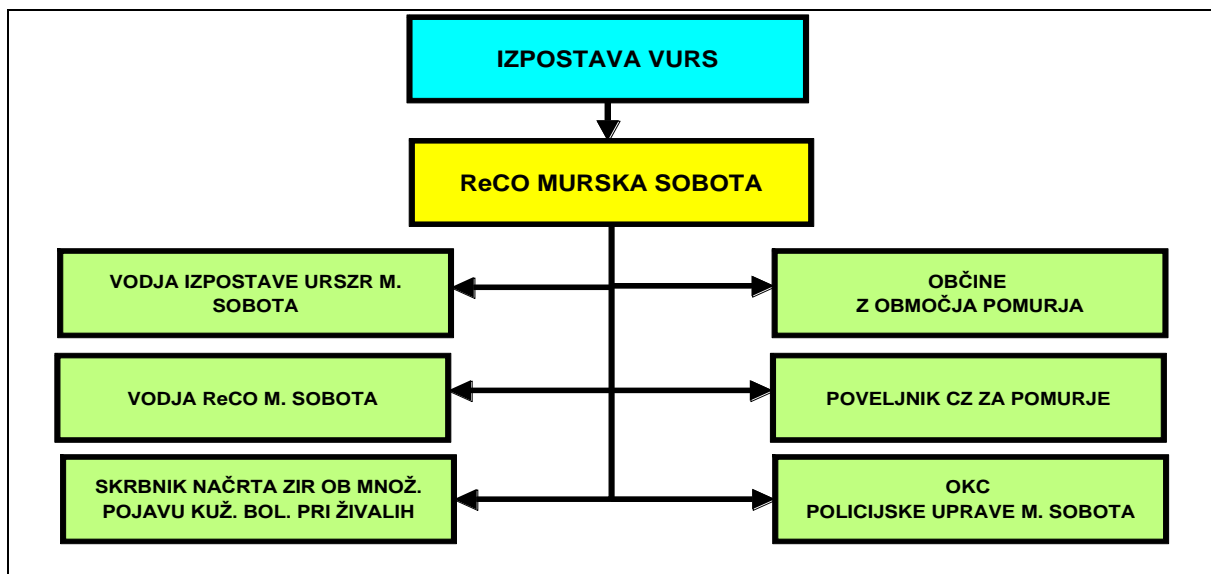 IZPOSTAVA VURS
ReCO MURSKA SOBOTA
VODJA IZPOSTAVE URSZR M.
SOBOTA
OBČINE
Z OBMOČJA POMURJA
VODJA ReCO M. SOBOTA
POVELJNIK CZ ZA POMURJE
SKRBNIK NAČRTA ZIR OB MNOŽ.
POJAVU KUŽ. BOL. PRI ŽIVALIH
OKC
POLICIJSKE UPRAVE M. SOBOTA